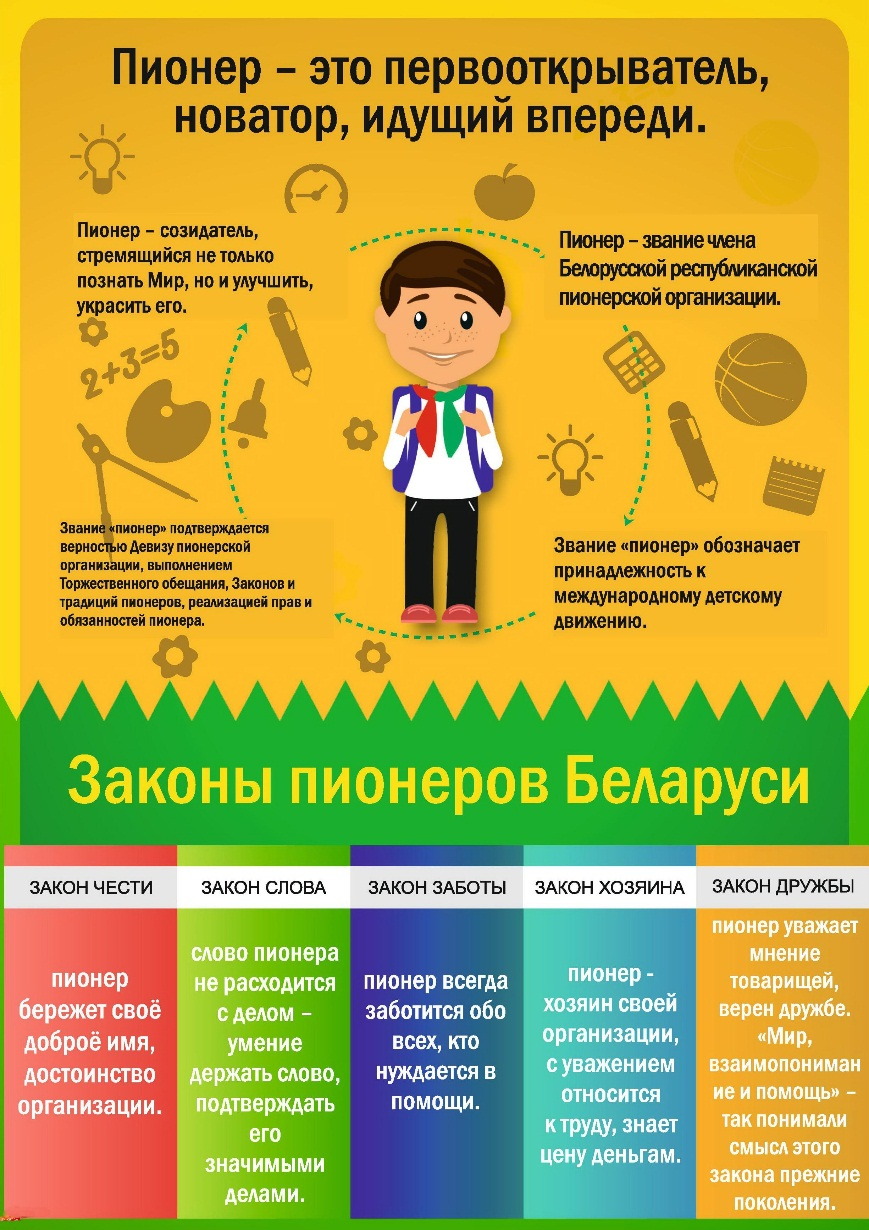 Пионер – это первооткрыватель,
новатор, идущий впереди.
Пионер – созидатель,
стремящийся не только
познать Мир, но и улучшить,
украсить его.
Пионер – звание члена
Белорусской республиканской
пионерской организации.
2+3=5
Звание «пионер» подтверждается
верностью Девизу пионерской
организации, выполнением
Торжественного обещания, Законов и
традиций пионеров, реализацией прав и
обязанностей пионера.
Звание «пионер» обозначает
принадлежность к
международному детскому
движению.
Законы пионеров Беларуси
ЗАКОН ЧЕСТИ
пионер
бережет своё
доброё имя,
достоинство
организации.
ЗАКОН СЛОВА
слово пионера
не расходится
с делом –
умение
держать слово,
подтверждать
его
значимыми
делами.
ЗАКОН ЗАБОТЫ
пионер всегда
заботится обо
всех, кто
нуждается в
помощи.
ЗАКОН ХОЗЯИНА
пионер -
хозяин своей
организации,
с уважением
относится
к труду, знает
цену деньгам.
ЗАКОН ДРУЖБЫ
пионер уважает
мнение
товарищей,
верен дружбе.
«Мир,
взаимопониман
ие и помощь» –
так понимали
смысл этого
закона прежние
поколения.